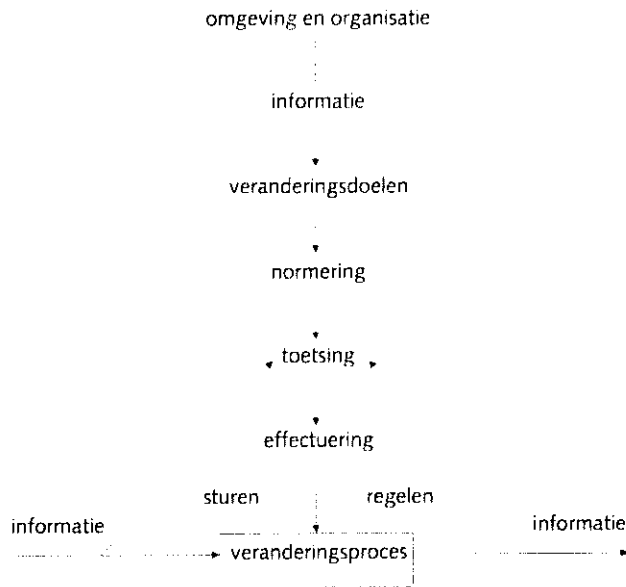 omgeving en organisatie
informatie
veranderingsdoelen
normering
toetsing
effectuering
sturen regelen
informatie informatie
veranderingsproces